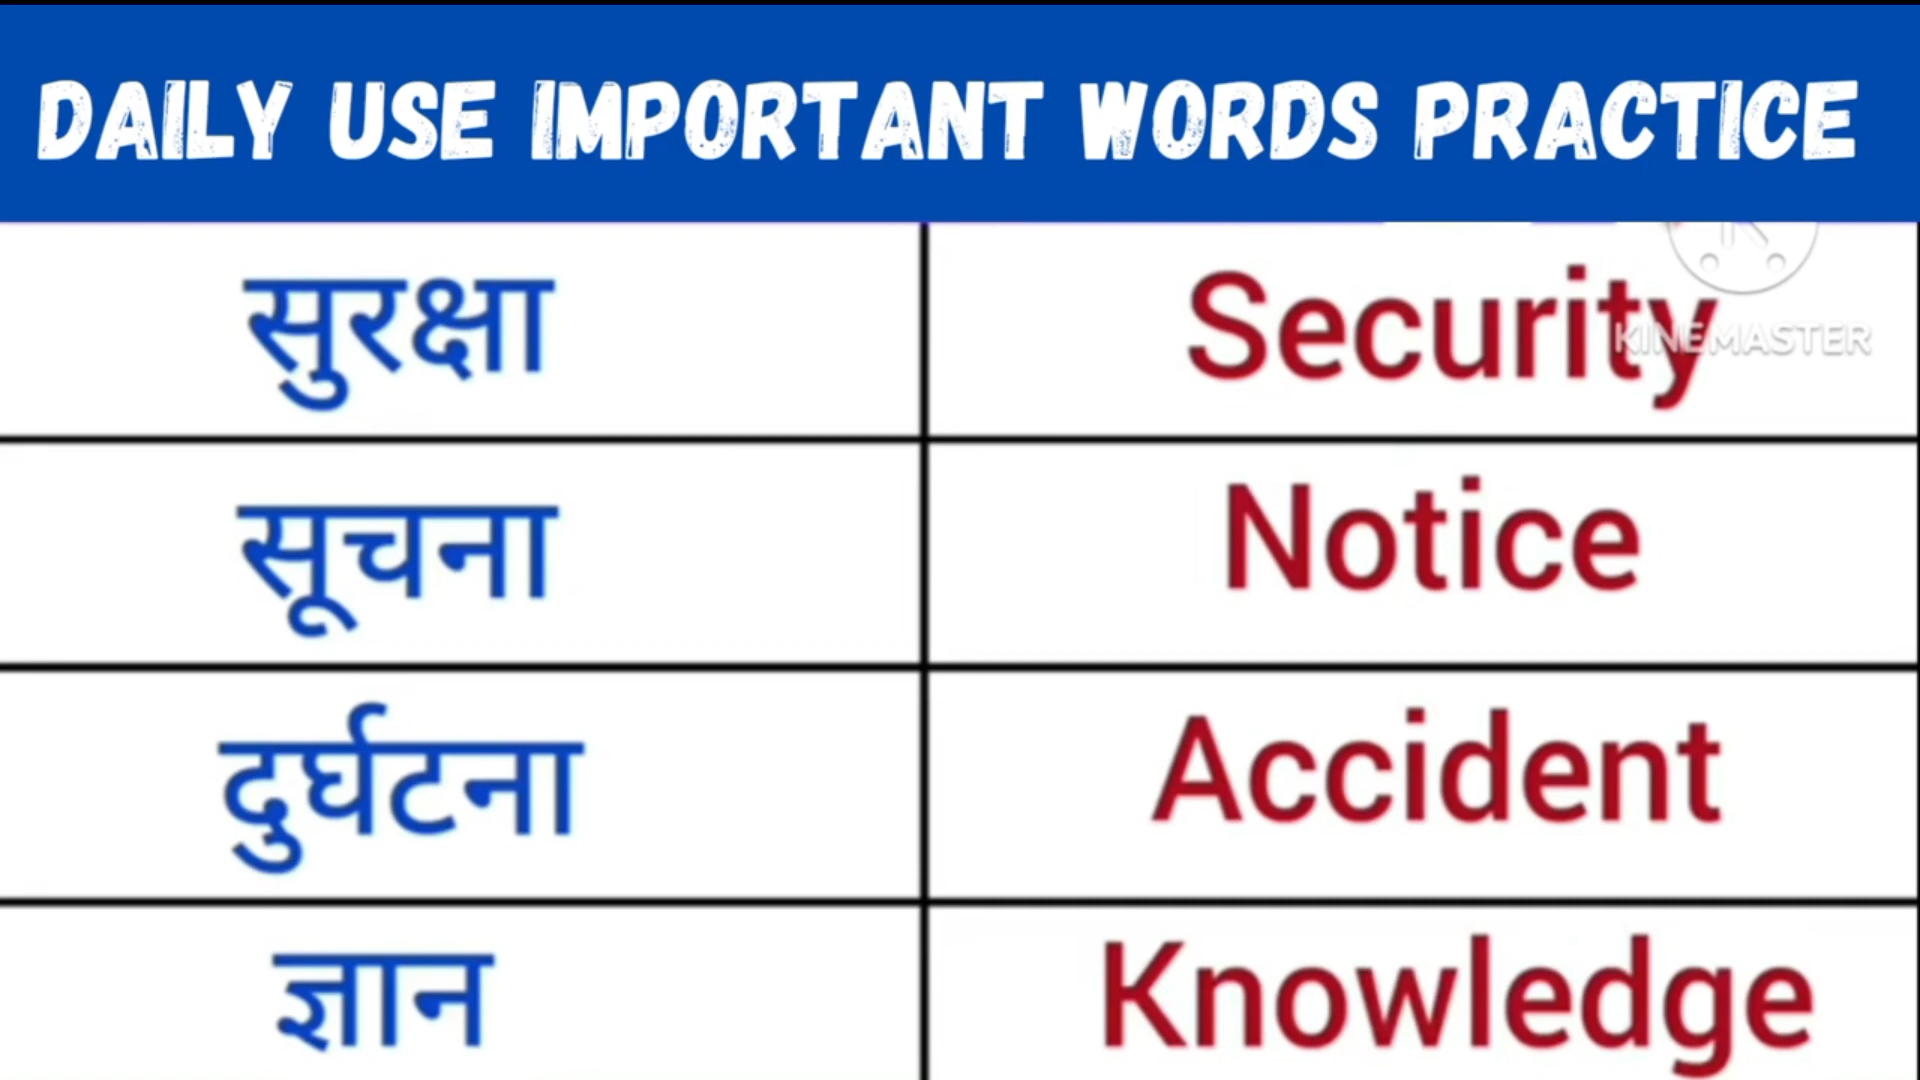 DAILY USE IMPORTANT WORDS PRACTICE
सुरक्षा Security
KINEMASTER
सूचना Notice
दुर्घटना Accident
ज्ञान Knowledge